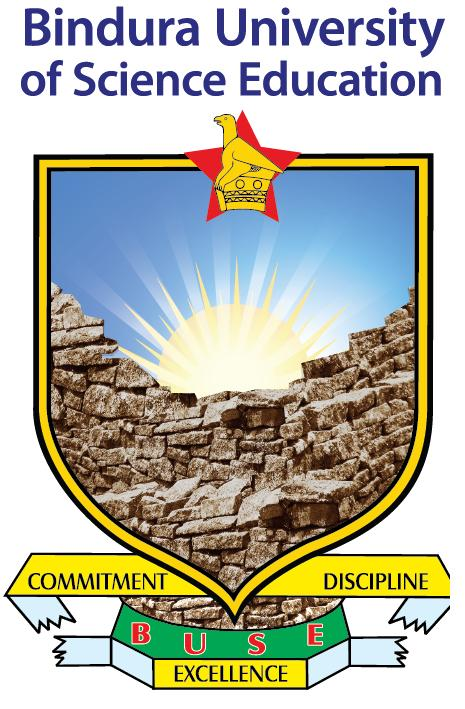 Bindura University
of Science Education
COMMITMENT DISCIPLINE
B U S E
EXCELLENCE